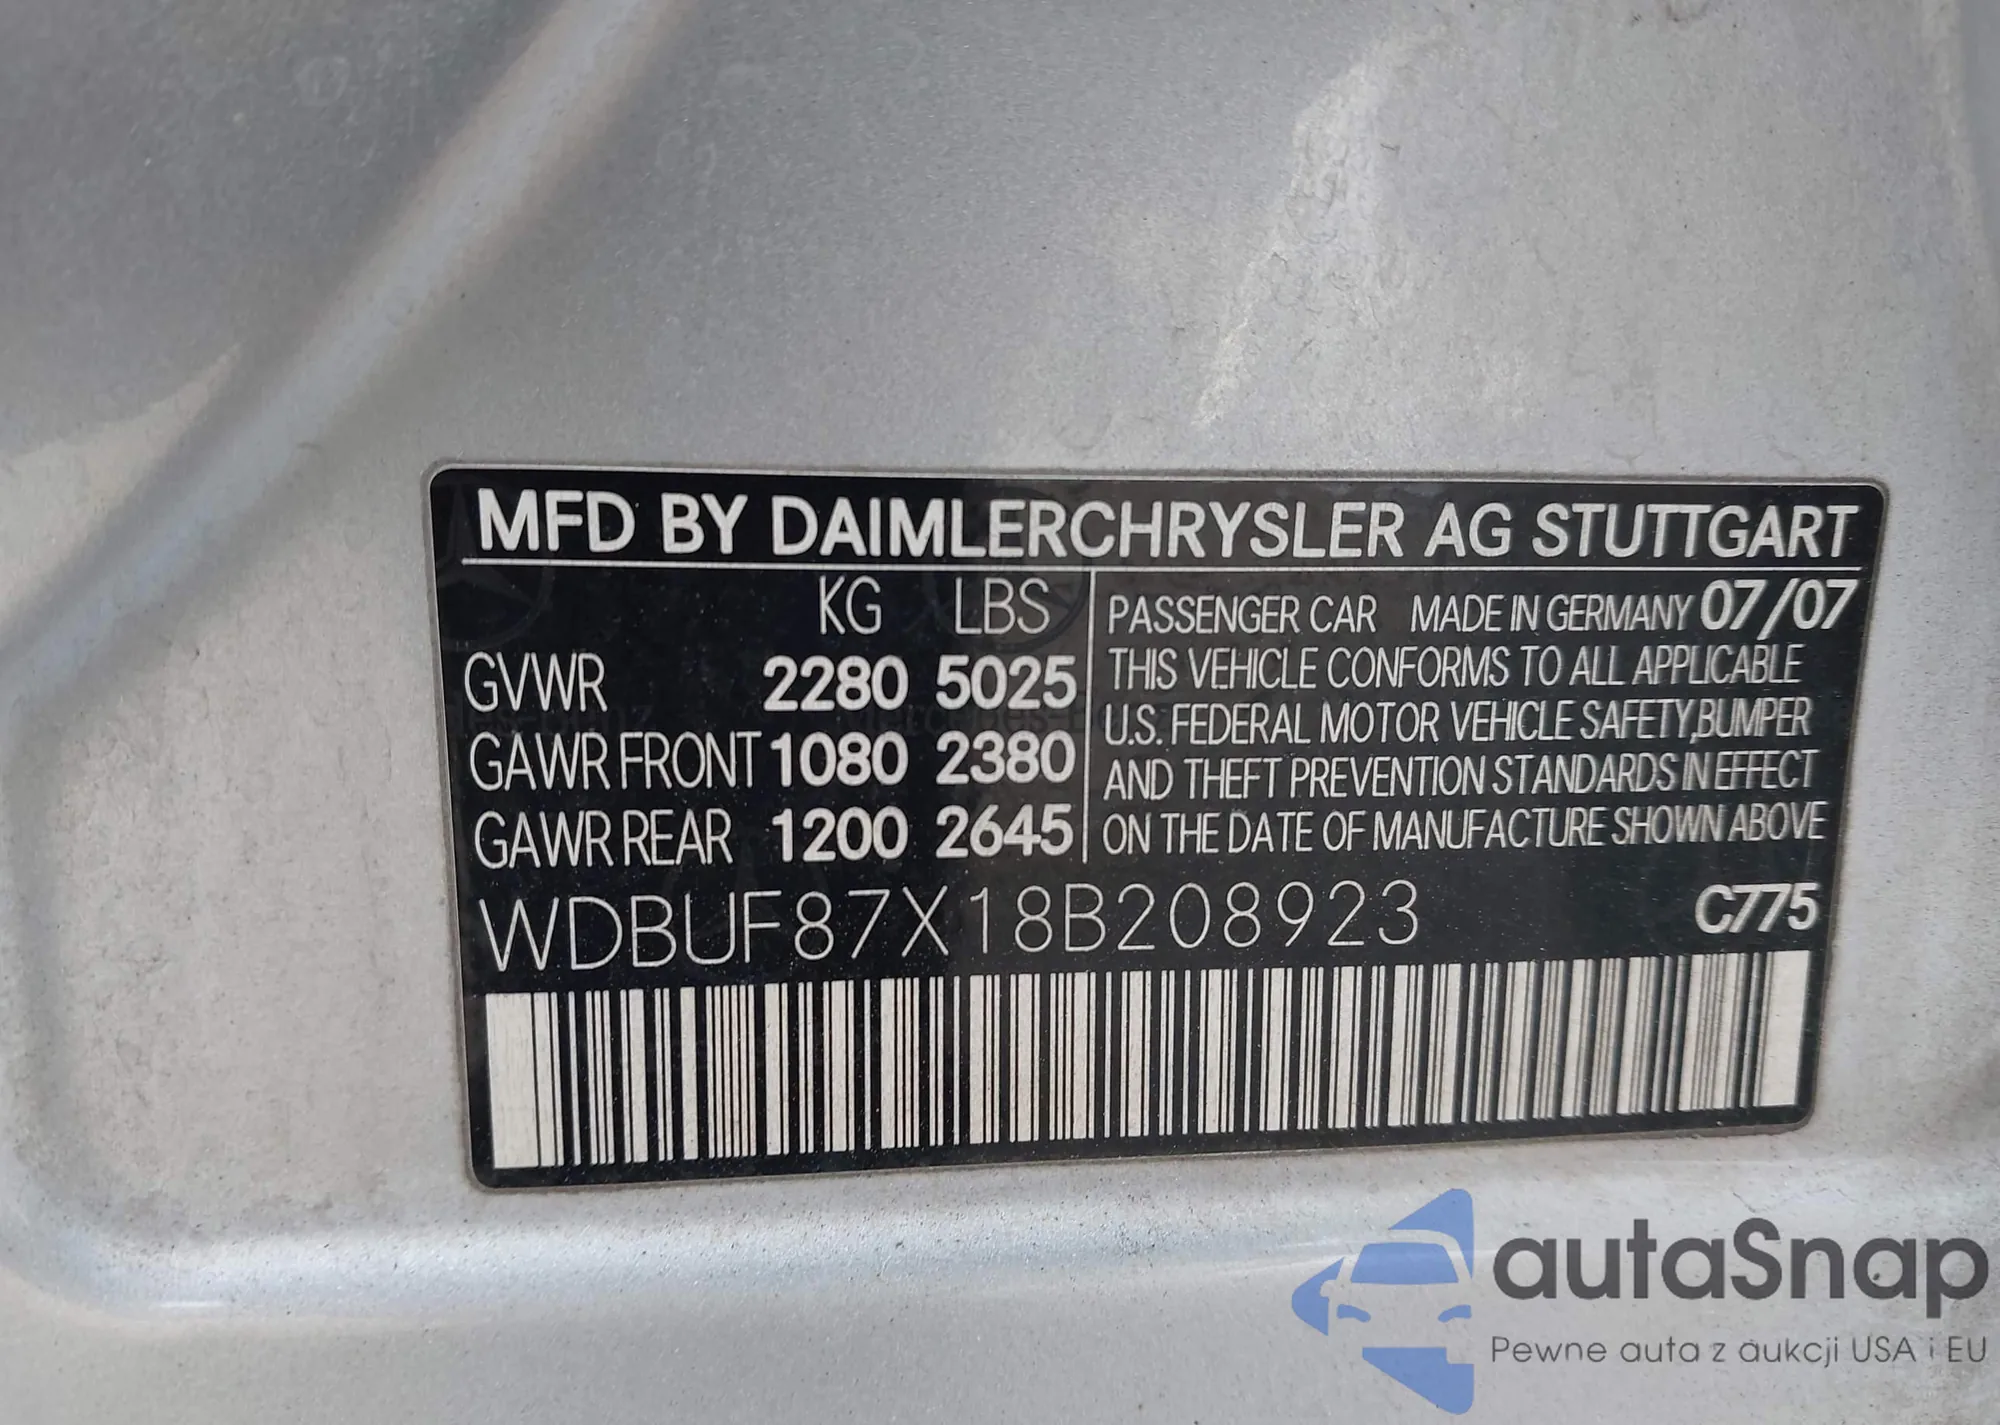 MFD BY DAIMLERCHRYSLER AG STUTTGART
KG LBS
GVWR 2280 5025
GAWR FRONT 1080 2380
GAWR REAR 1200 2645
PASSENGER CAR MADE IN GERMANY 07/07
THIS VEHICLE CONFORMS TO ALL APPLICABLE
U.S. FEDERAL MOTOR VEHICLE SAFETY,BUMPER
AND THEFT PREVENTION STANDARDS IN EFFECT
ON THE DATE OF MANUFACTURE SHOWN ABOVE
WDBUF87X18B208923 C775
autaSnap
Pewne auta z aukcji USA i EU